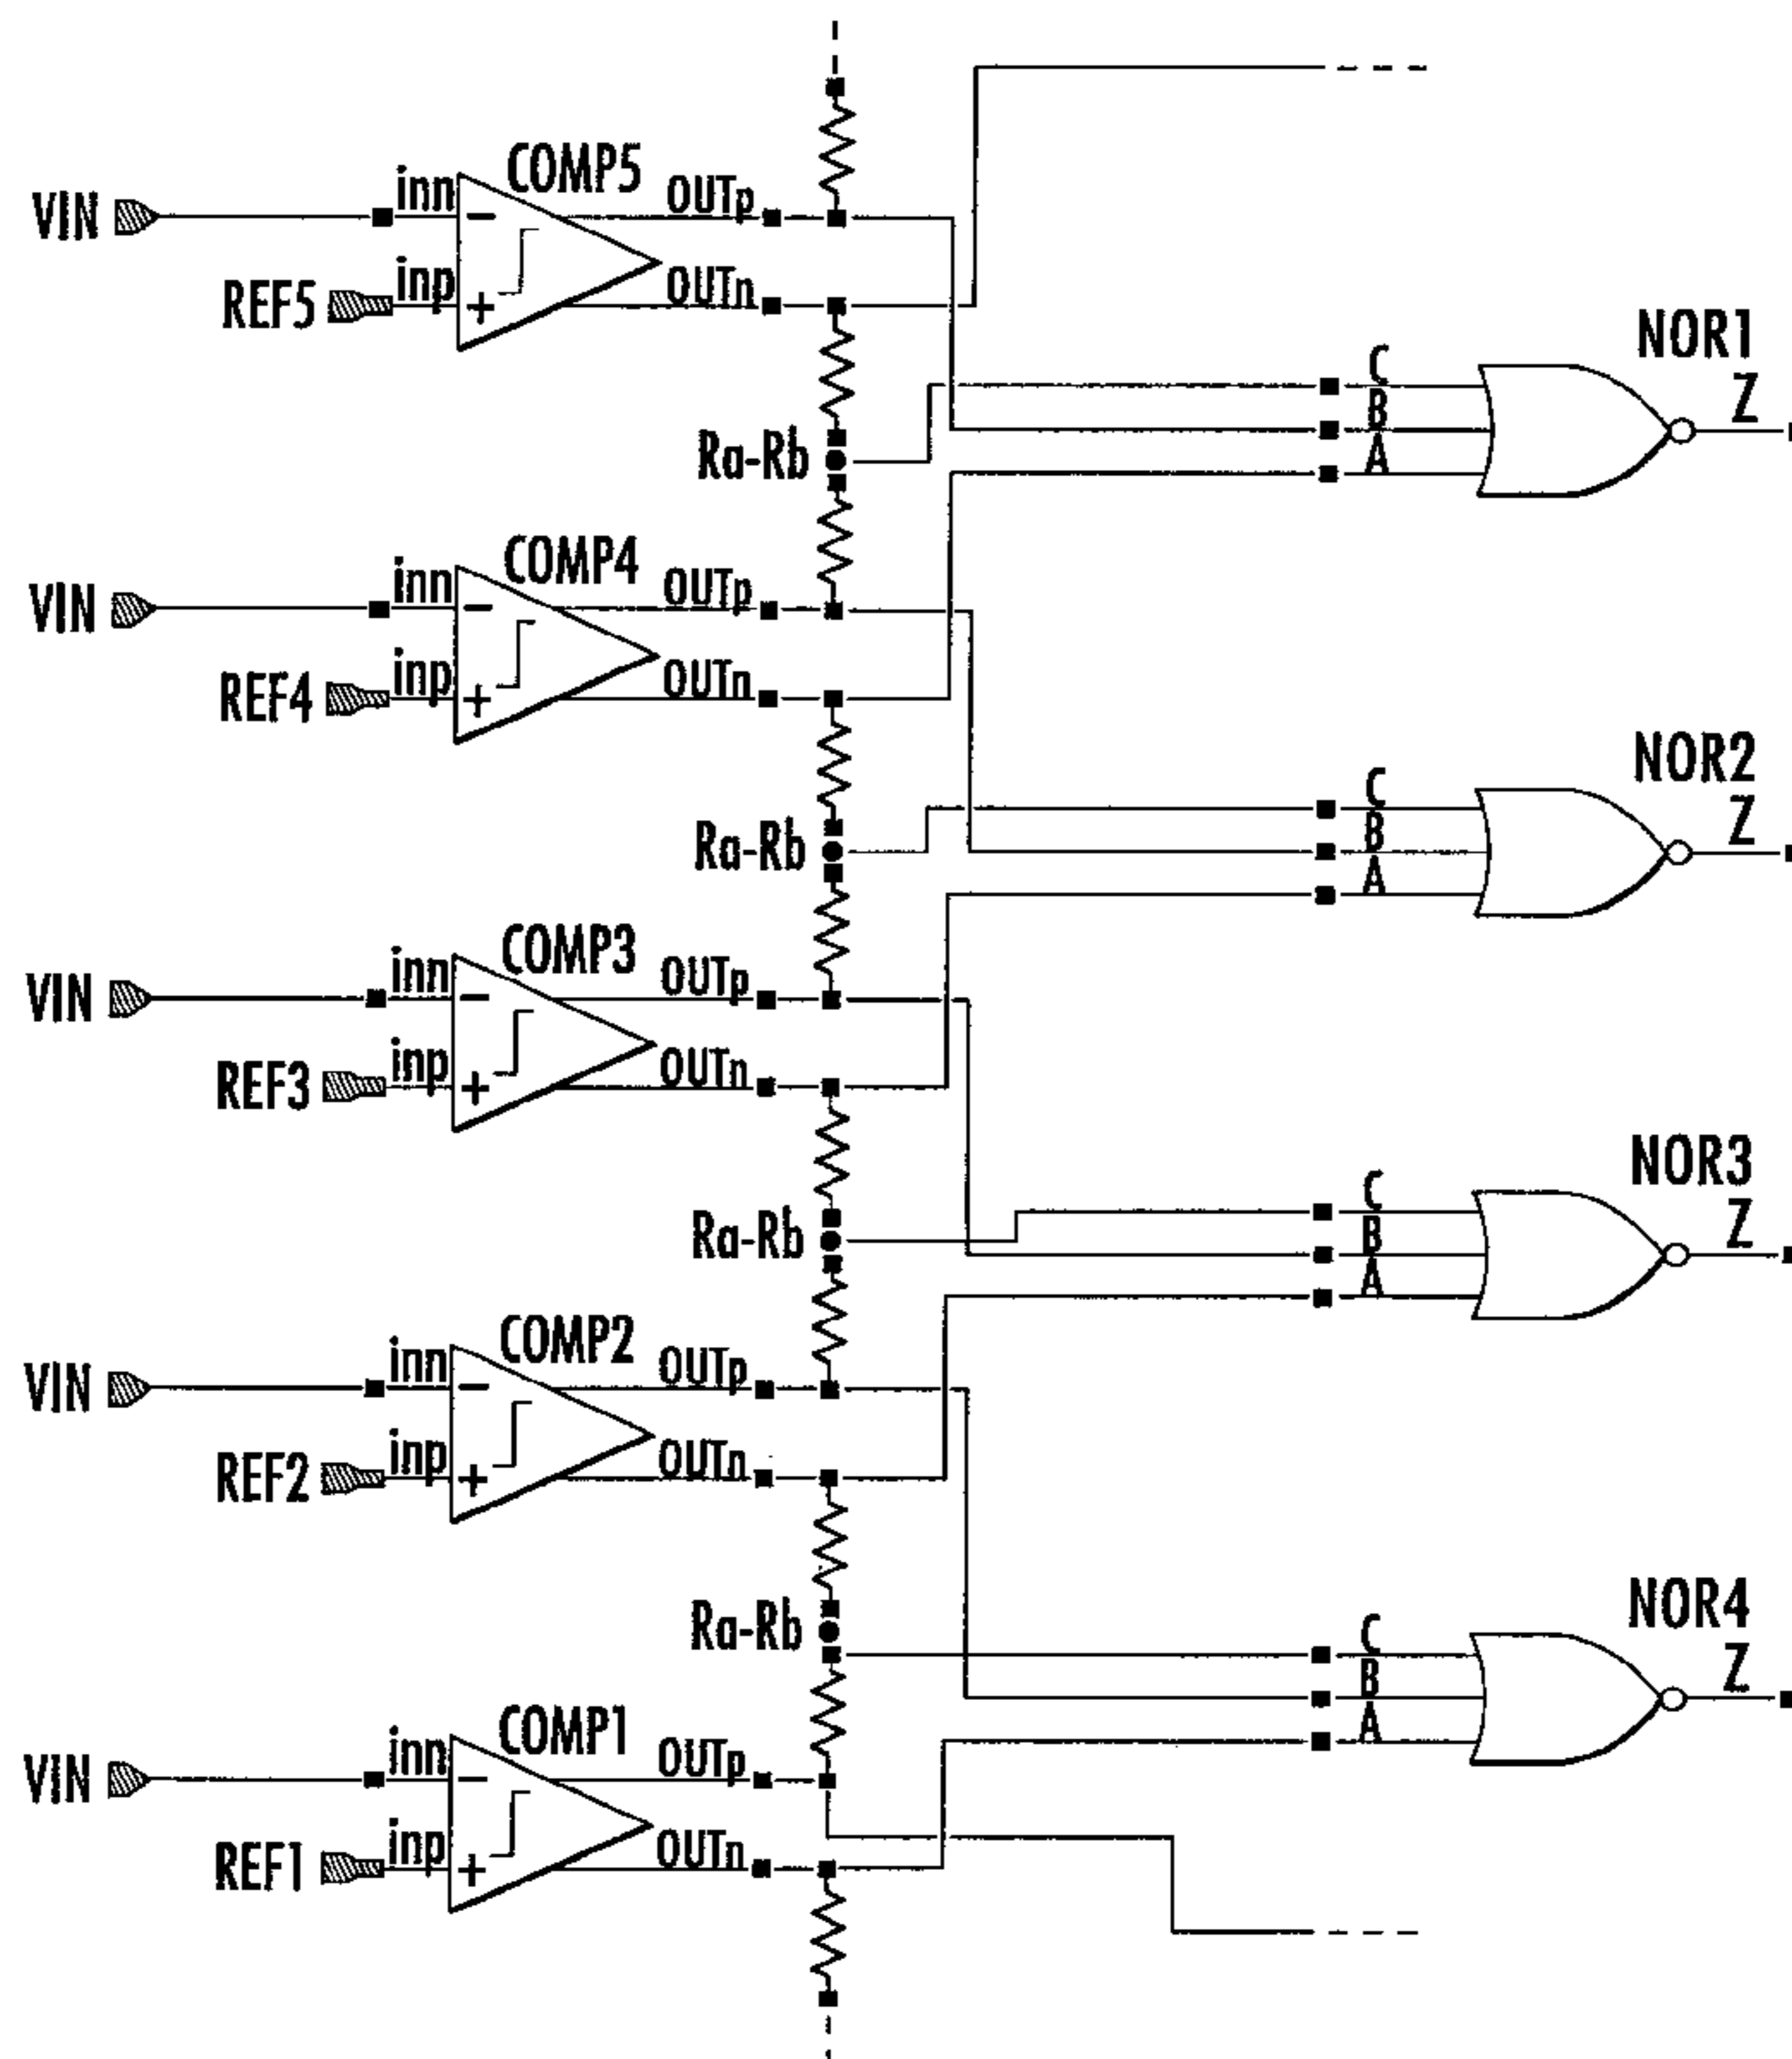 COMP5
VIN inn − OUTp
REF5 inp + OUTn
NOR1
C
B
A
Z
Ra-Rb
COMP4
VIN inn − OUTp
REF4 inp + OUTn
NOR2
C
B
A
Z
Ra-Rb
COMP3
VIN inn − OUTp
REF3 inp + OUTn
NOR3
C
B
A
Z
Ra-Rb
COMP2
VIN inn − OUTp
REF2 inp + OUTn
NOR4
C
B
A
Z
Ra-Rb
COMP1
VIN inn − OUTp
REF1 inp + OUTn